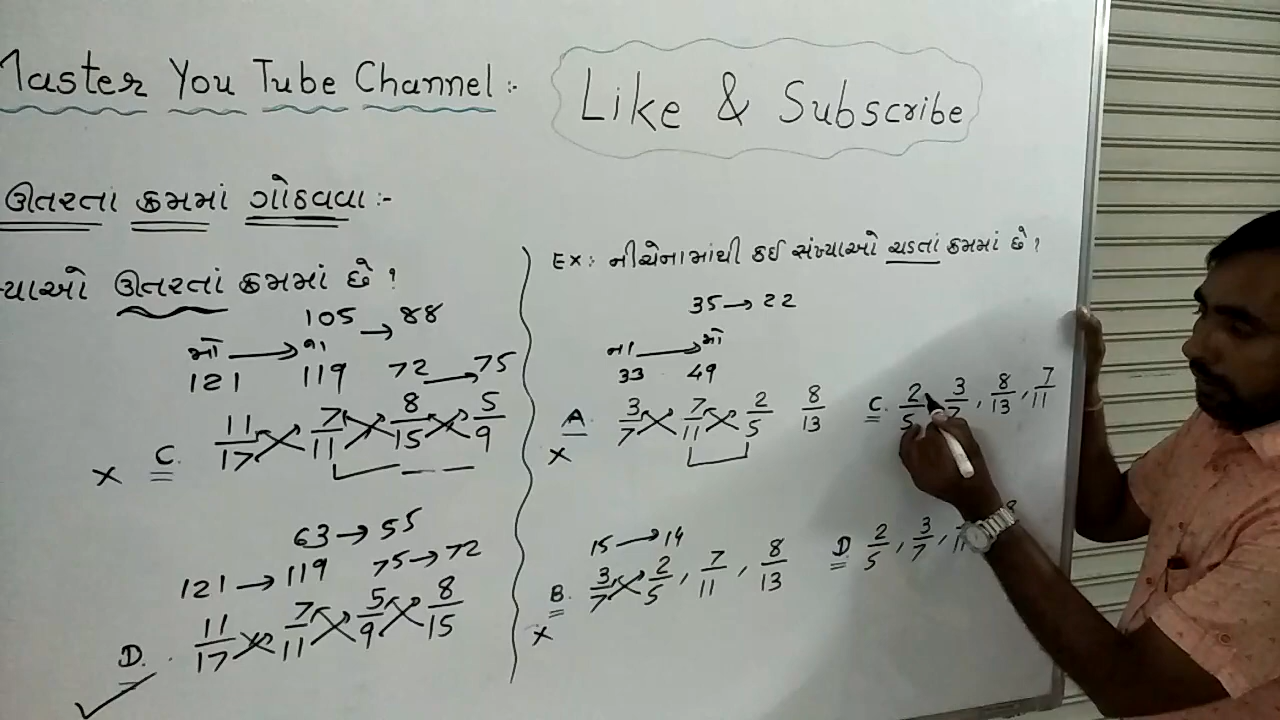 Master You Tube Channel :-
Like & Subscribe
ઊતરતા ક્રમમાં ગોઠવવા :-
યાઓ ઊતરતાં ક્રમમાં છે ?
105 → 88
મો → ના
121 119 72 → 75
× C. 11/17 7/11 8/15 5/9
63 → 55
121 → 119 75 → 72
D. 11/17 7/11 5/9 8/15
Ex : નીચેનામાંથી કઈ સંખ્યાઓ ચડતાં ક્રમમાં છે ?
35 → 22
ના → મો
33 49
A. 3/7 7/11 2/5 8/13
×
C. 2/5 , 3/7 , 8/13 , 7/11
15 → 14
B. 3/7 2/5 , 7/11 , 8/13
×
D 2/5 , 3/7 ,